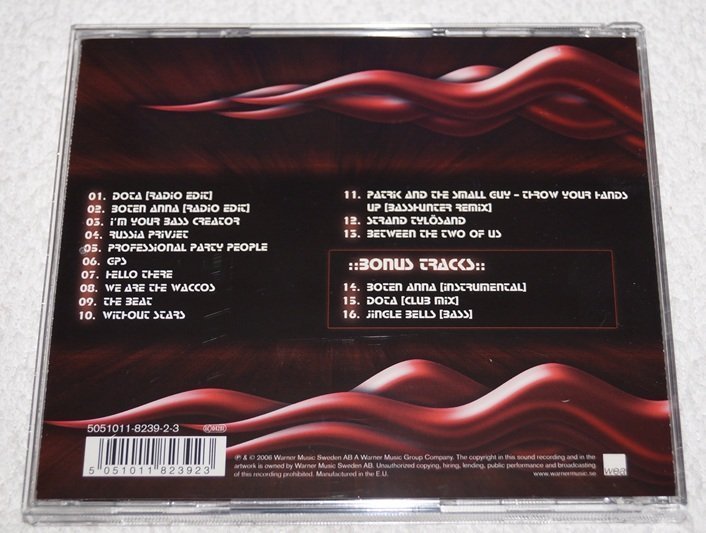 01. DOTA [RADIO EDIT]
02. BOTEN ANNA [RADIO EDIT]
03. I'M YOUR BASS CREATOR
04. RUSSIA PRIVJET
05. PROFESSIONAL PARTY PEOPLE
06. GPS
07. HELLO THERE
08. WE ARE THE WACCOS
09. THE BEAT
10. WITHOUT STARS
11. PATRIK AND THE SMALL GUY - THROW YOUR HANDS
UP [BASSHUNTER REMIX]
12. STRAND TYLÖSAND
13. BETWEEN THE TWO OF US
::BONUS TRACKS::
14. BOTEN ANNA [INSTRUMENTAL]
15. DOTA [CLUB MIX]
16. JINGLE BELLS [BASS]
5051011-8239-2-3
5 051011 823923
℗ & © 2006 Warner Music Sweden AB A Warner Music Group Company. The copyright in this sound recording and in the
artwork is owned by Warner Music Sweden AB. Unauthorized copying, hiring, lending, public performance and broadcasting
of this recording prohibited. Manufactured in the E.U.
www.warnermusic.se
wea